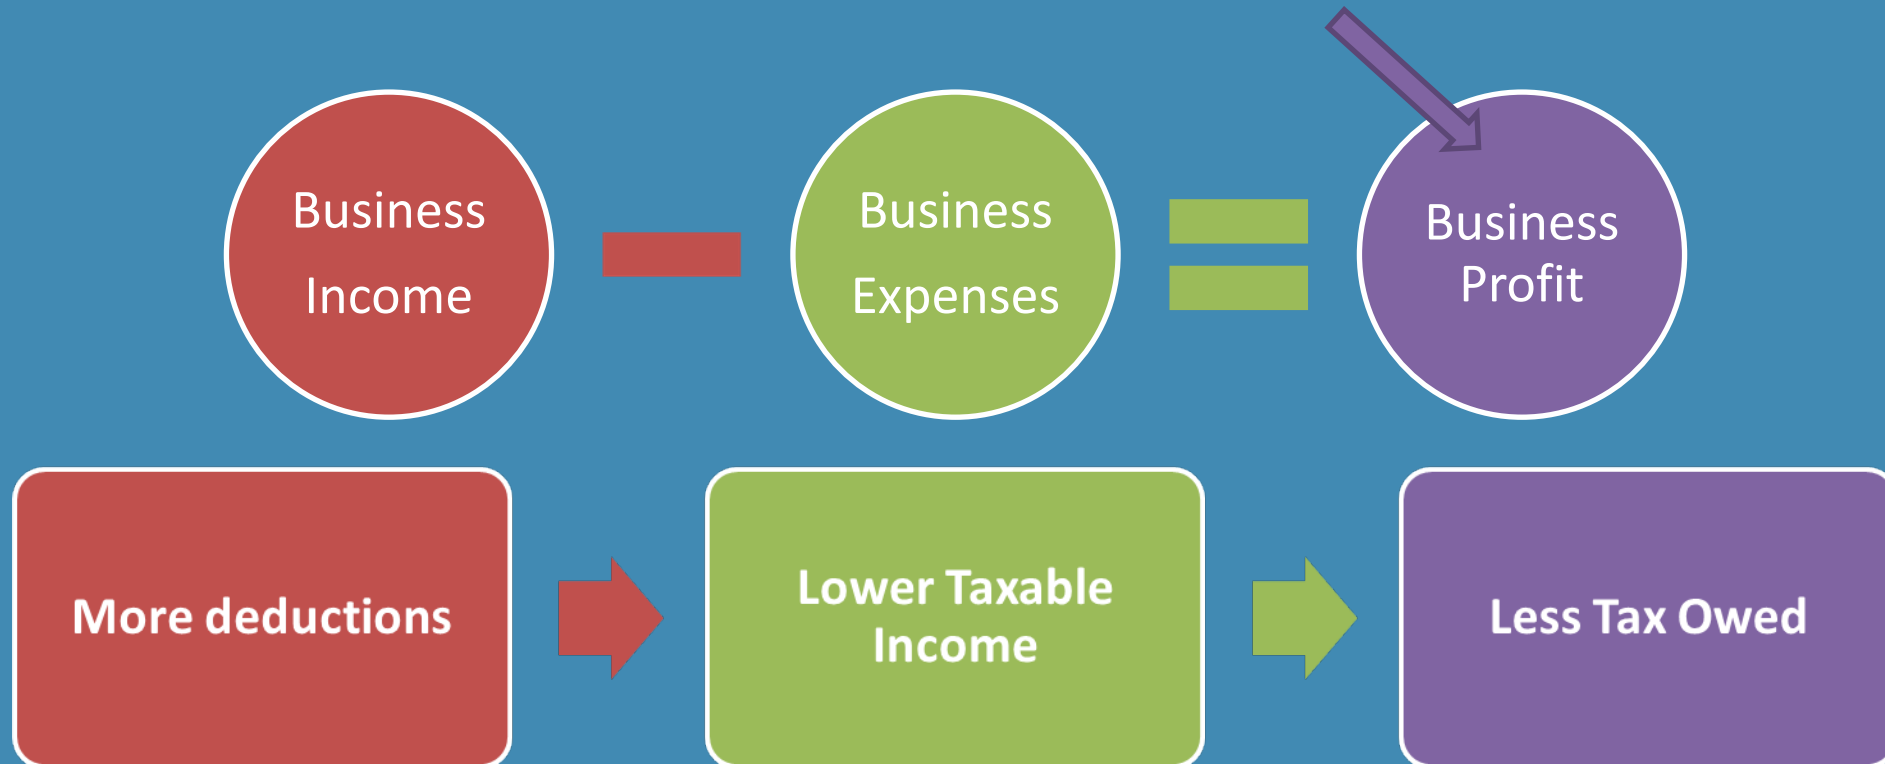 Business
Income
Business
Expenses
Business
Profit
More deductions
Lower Taxable
Income
Less Tax Owed